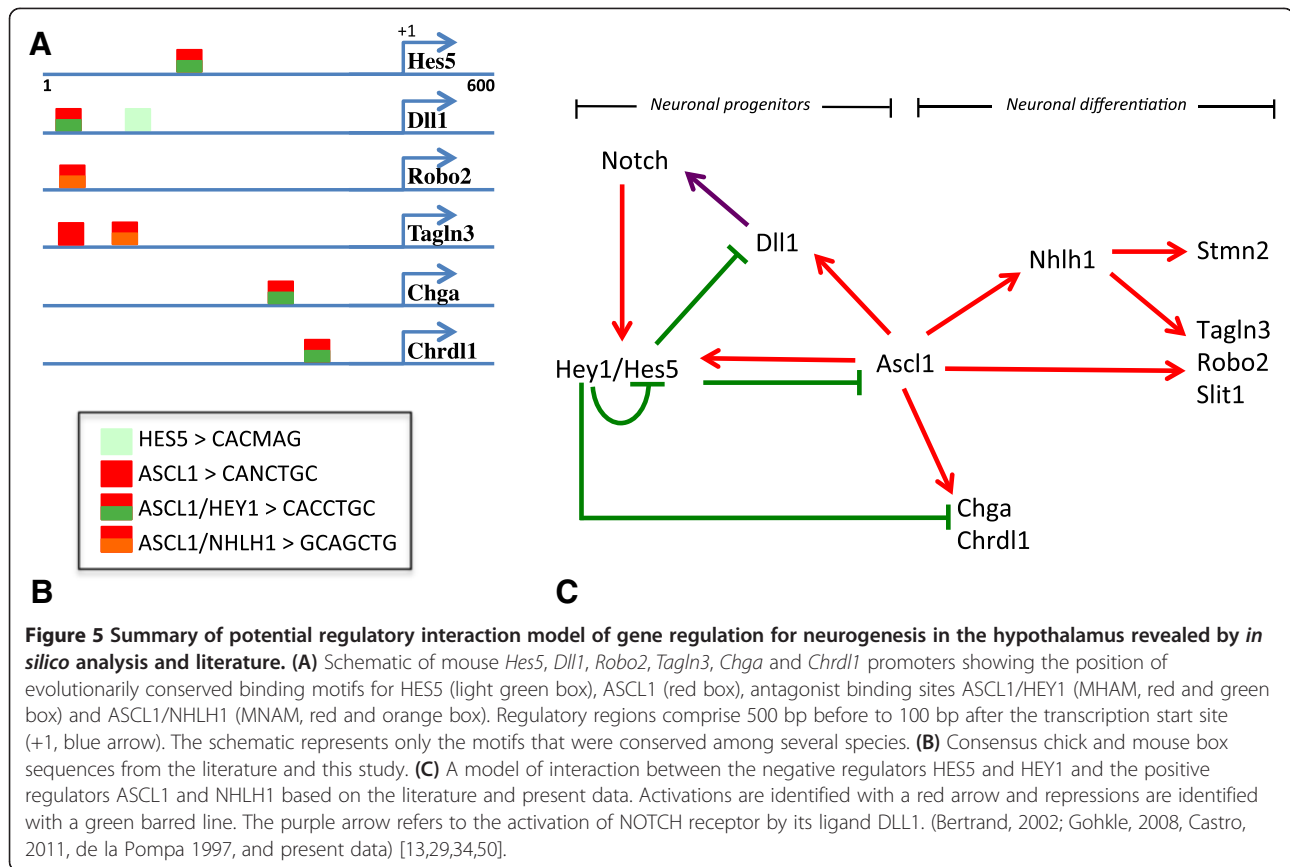 A
+1
Hes5
1
600
Dll1
Robo2
Tagln3
Chga
Chrdl1
HES5 > CACMAG
ASCL1 > CANCTGC
ASCL1/HEY1 > CACCTGC
ASCL1/NHLH1 > GCAGCTG
B
Neuronal progenitors
Neuronal differentiation
Notch
Dll1
Nhlh1
Stmn2
Tagln3
Robo2
Slit1
Hey1/Hes5
Ascl1
Chga
Chrdl1
C
Figure 5 Summary of potential regulatory interaction model of gene regulation for neurogenesis in the hypothalamus revealed by in
silico analysis and literature. (A) Schematic of mouse Hes5, Dll1, Robo2, Tagln3, Chga and Chrdl1 promoters showing the position of
evolutionarily conserved binding motifs for HES5 (light green box), ASCL1 (red box), antagonist binding sites ASCL1/HEY1 (MHAM, red and green
box) and ASCL1/NHLH1 (MNAM, red and orange box). Regulatory regions comprise 500 bp before to 100 bp after the transcription start site
(+1, blue arrow). The schematic represents only the motifs that were conserved among several species. (B) Consensus chick and mouse box
sequences from the literature and this study. (C) A model of interaction between the negative regulators HES5 and HEY1 and the positive
regulators ASCL1 and NHLH1 based on the literature and present data. Activations are identified with a red arrow and repressions are identified
with a green barred line. The purple arrow refers to the activation of NOTCH receptor by its ligand DLL1. (Bertrand, 2002; Gohkle, 2008, Castro,
2011, de la Pompa 1997, and present data) [13,29,34,50].